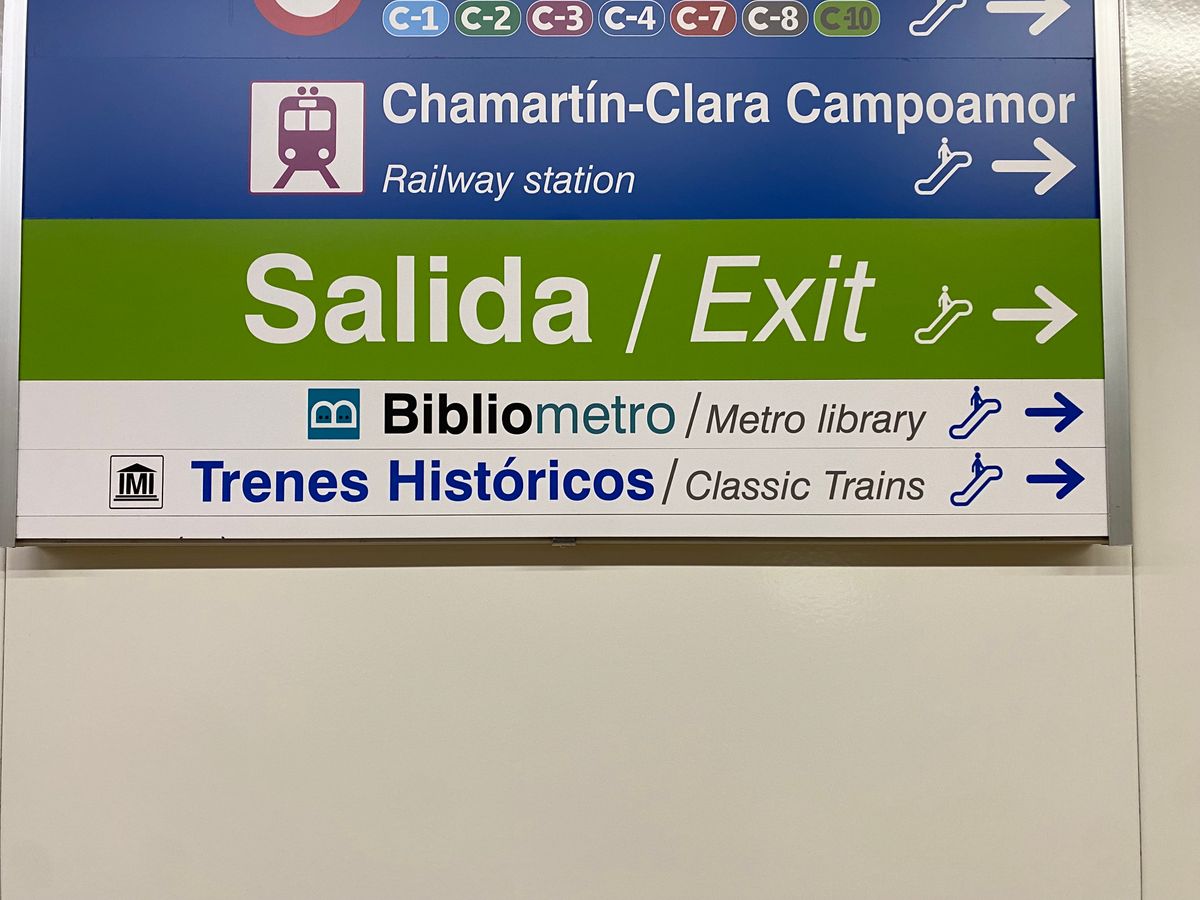 C-1 C-2 C-3 C-4 C-7 C-8 C-10
Chamartín-Clara Campoamor
Railway station
Salida / Exit
B Bibliometro / Metro library
M Trenes Históricos / Classic Trains